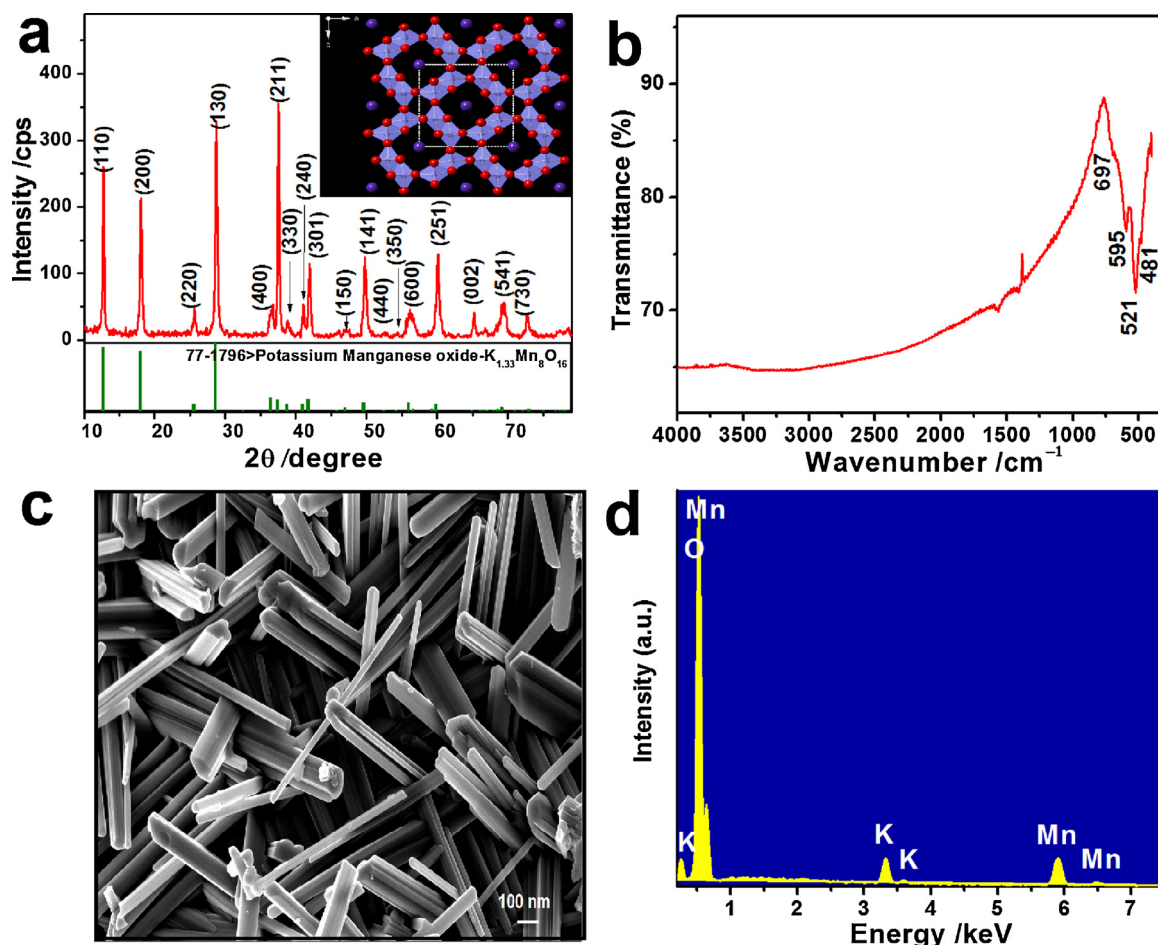 a
400
300
200
100
0
Intensity /cps
(110)
(200)
(220)
(130)
(400)
(211)
(330)
(240)
(301)
(150)
(141)
(440)
(350)
(600)
(251)
(002)
(541)
(730)
77-1796>Potassium Manganese oxide-K1.33Mn8O16
10 20 30 40 50 60 70
2θ /degree
b
90
80
70
Transmittance (%)
697
595
521
481
4000 3500 3000 2500 2000 1500 1000 500
Wavenumber /cm⁻¹
c
100 nm
d
Intensity (a.u.)
Mn
O
K
K
K
Mn
Mn
1 2 3 4 5 6 7
Energy /keV